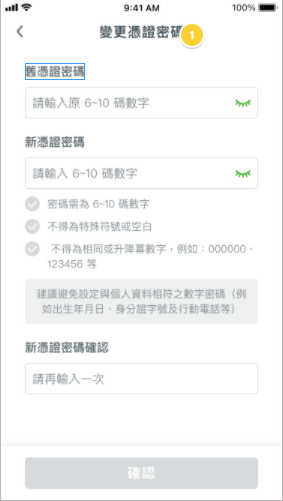 9:41 AM
100%
變更憑證密碼
1
舊憑證密碼
請輸入原 6~10 碼數字
新憑證密碼
請輸入 6~10 碼數字
密碼需為 6-10 碼數字
不得為特殊符號或空白
不得為相同或升降冪數字，例如：000000、
123456 等
建議避免設定與個人資料相符之數字密碼（例
如出生年月日、身分證字號及行動電話等）
新憑證密碼確認
請再輸入一次
確認